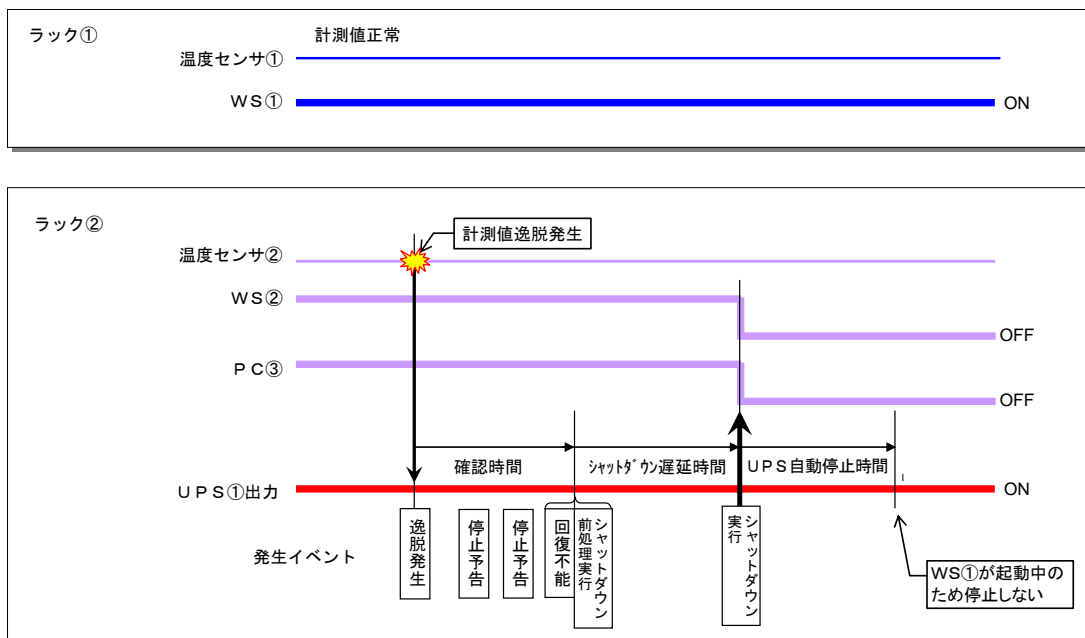 ラック①
計測値正常
温度センサ①
WS①
ON
ラック②
計測値逸脱発生
温度センサ②
WS②
OFF
PC③
OFF
確認時間
ｼｬｯﾄﾀﾞｳﾝ遅延時間
UPS自動停止時間
UPS①出力
ON
発生イベント
逸脱発生
停止予告
停止予告
回復不能
シャットダウン
前処理実行
シャットダウン
実行
WS①が起動中の
ため停止しない